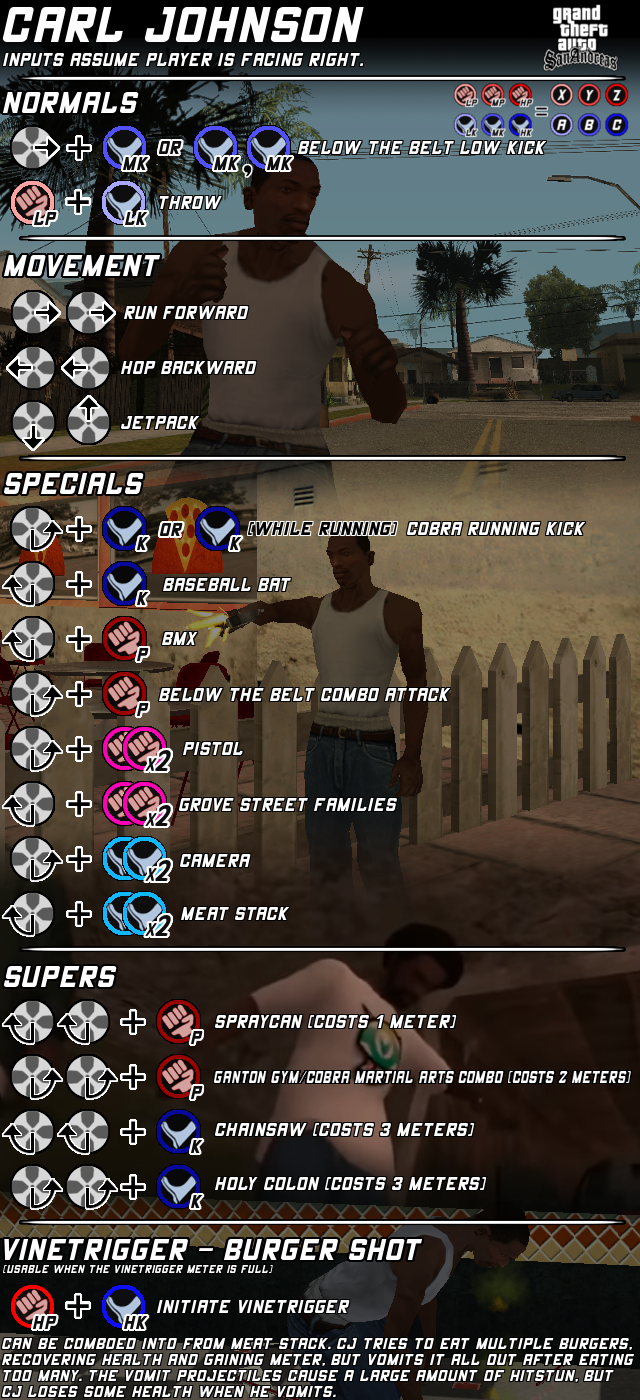 CARL JOHNSON
grand theft auto San Andreas
INPUTS ASSUME PLAYER IS FACING RIGHT.
NORMALS
LP MP HP = X Y Z
LK MK HK A B C
+ MK OR MK , MK BELOW THE BELT LOW KICK
LP + LK THROW
MOVEMENT
RUN FORWARD
HOP BACKWARD
JETPACK
SPECIALS
+ K OR K [WHILE RUNNING] COBRA RUNNING KICK
+ K BASEBALL BAT
+ P BMX
+ P BELOW THE BELT COMBO ATTACK
+ X2 PISTOL
+ X2 GROVE STREET FAMILIES
+ X2 CAMERA
+ X2 MEAT STACK
SUPERS
+ P SPRAYCAN [COSTS 1 METER]
+ P GANTON GYM/COBRA MARTIAL ARTS COMBO [COSTS 2 METERS]
+ K CHAINSAW [COSTS 3 METERS]
+ K HOLY COLON [COSTS 3 METERS]
VINETRIGGER - BURGER SHOT
[USABLE WHEN THE VINETRIGGER METER IS FULL]
HP + HK INITIATE VINETRIGGER
CAN BE COMBOED INTO FROM MEAT STACK. CJ TRIES TO EAT MULTIPLE BURGERS,
RECOVERING HEALTH AND GAINING METER, BUT VOMITS IT ALL OUT AFTER EATING
TOO MANY. THE VOMIT PROJECTILES CAUSE A LARGE AMOUNT OF HITSTUN, BUT
CJ LOSES SOME HEALTH WHEN HE VOMITS.